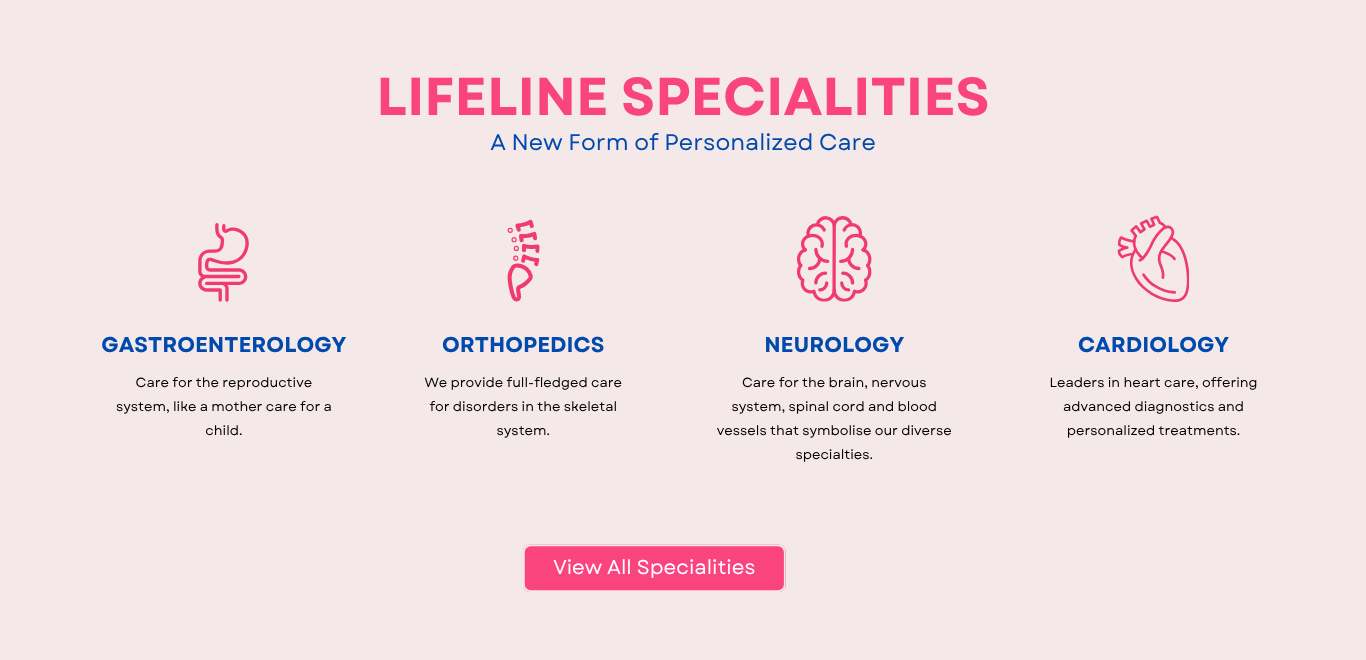 LIFELINE SPECIALITIES
A New Form of Personalized Care
GASTROENTEROLOGY
Care for the reproductive
system, like a mother care for a
child.
ORTHOPEDICS
We provide full-fledged care
for disorders in the skeletal
system.
NEUROLOGY
Care for the brain, nervous
system, spinal cord and blood
vessels that symbolise our diverse
specialties.
CARDIOLOGY
Leaders in heart care, offering
advanced diagnostics and
personalized treatments.
View All Specialities